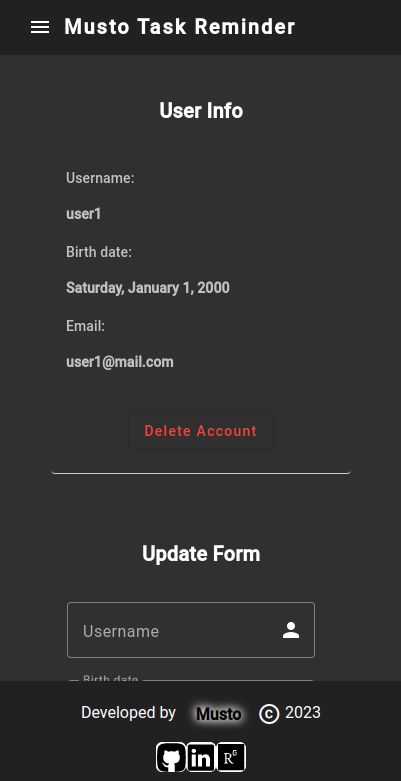 Musto Task Reminder
User Info
Username:
user1
Birth date:
Saturday, January 1, 2000
Email:
user1@mail.com
Delete Account
Update Form
Username
Birth date
Developed by Musto © 2023
in